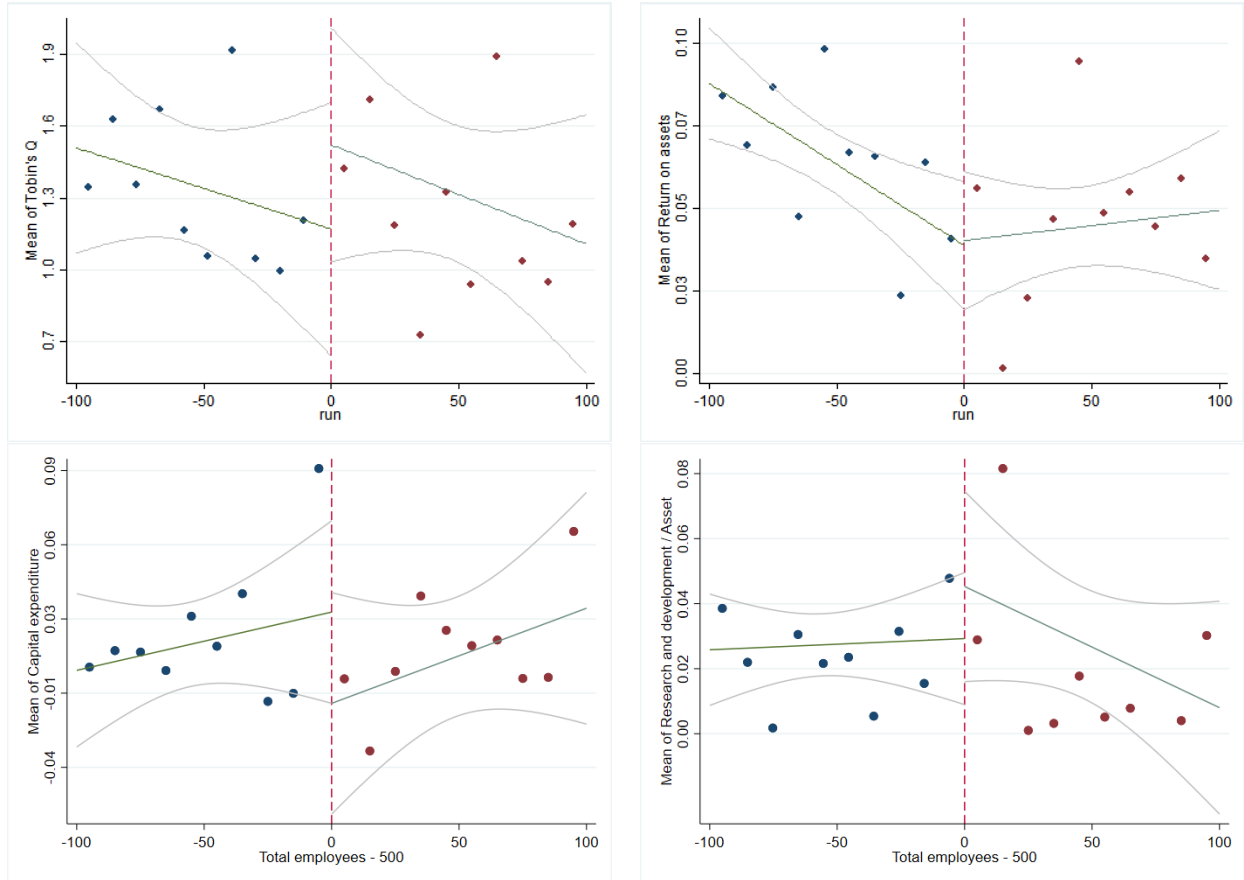 Mean of Tobin's Q
1.9
1.6
1.3
1.0
0.7
-100 -50 0 50 100
run
Mean of Return on assets
0.10
0.07
0.05
0.03
0.00
-100 -50 0 50 100
run
Mean of Capital expenditure
0.09
0.06
0.03
-0.01
-0.04
-100 -50 0 50 100
Total employees - 500
Mean of Research and development / Asset
0.08
0.06
0.04
0.02
0.00
-100 -50 0 50 100
Total employees - 500